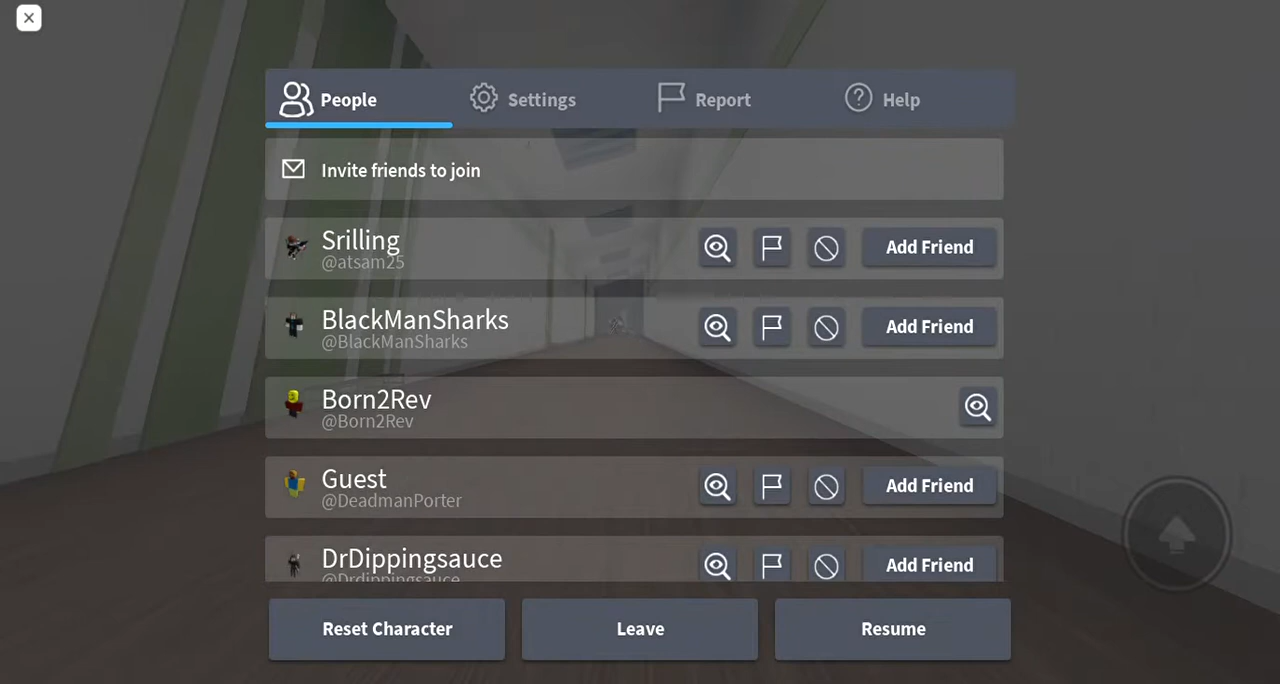 People
Settings
Report
Help
Invite friends to join
Srilling
@atsam25
Add Friend
BlackManSharks
@BlackManSharks
Add Friend
Born2Rev
@Born2Rev
Guest
@DeadmanPorter
Add Friend
DrDippingsauce
@Drdippingsauce
Add Friend
Reset Character
Leave
Resume